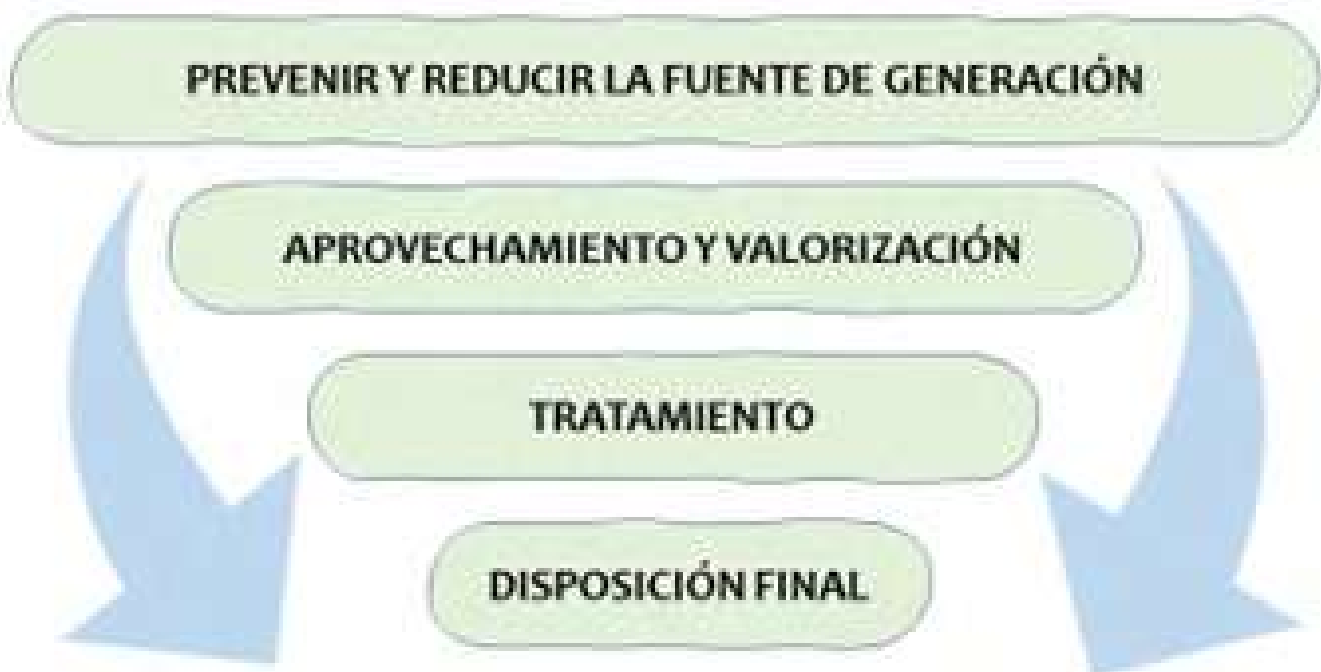 PREVENIR Y REDUCIR LA FUENTE DE GENERACIÓN
APROVECHAMIENTO Y VALORIZACIÓN
TRATAMIENTO
DISPOSICIÓN FINAL